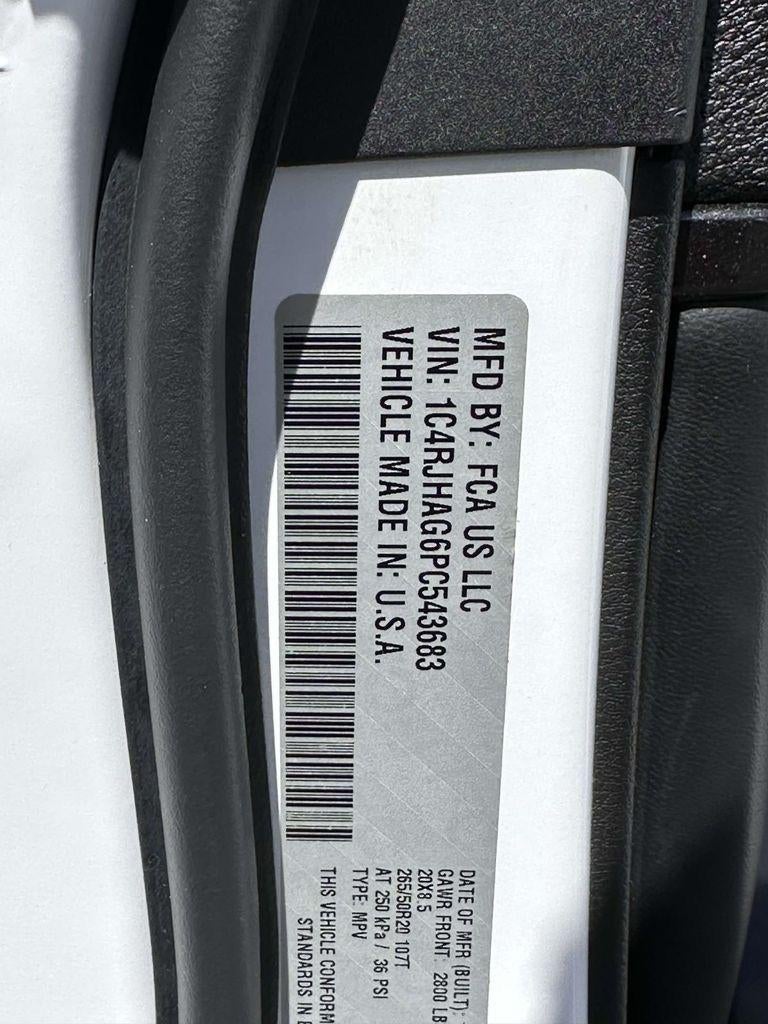 MFD BY: FCA US LLC
VIN: 1C4RJHAG6PC543683
VEHICLE MADE IN: U.S.A.
DATE OF MFR (BUILT):
GAWR FRONT: 2800 LB
20X8.5
265/50R20 107T
AT 250 kPa / 36 PSI
TYPE: MPV
THIS VEHICLE CONFORM
STANDARDS IN